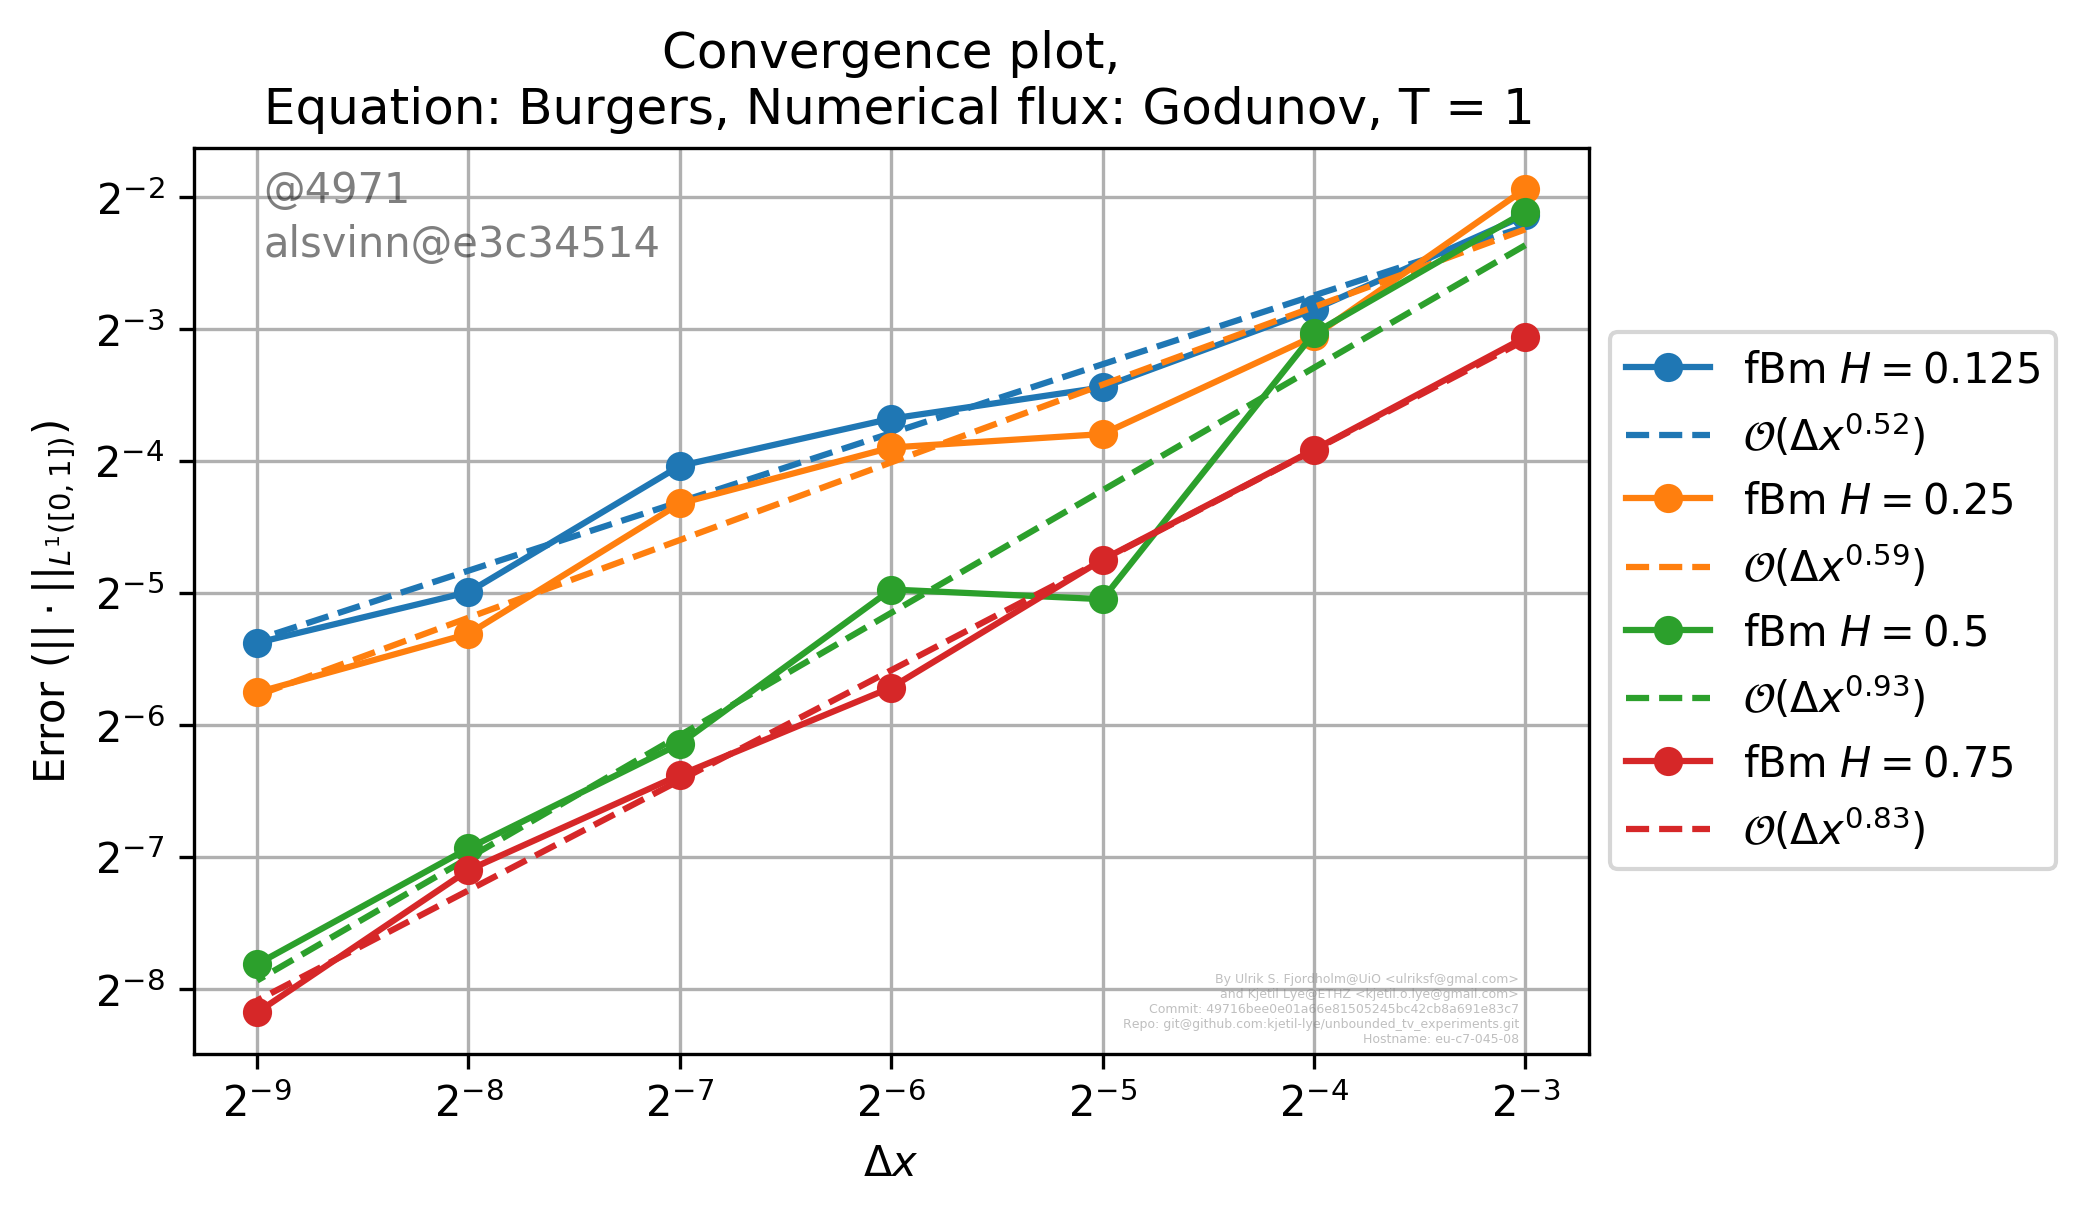 Convergence plot,
Equation: Burgers, Numerical flux: Godunov, T = 1
@4971
alsvinn@e3c34514
2⁻²
2⁻³
2⁻⁴
2⁻⁵
2⁻⁶
2⁻⁷
2⁻⁸
Error (|| · ||_{L¹([0, 1])})
fBm H = 0.125
𝒪(Δx^{0.52})
fBm H = 0.25
𝒪(Δx^{0.59})
fBm H = 0.5
𝒪(Δx^{0.93})
fBm H = 0.75
𝒪(Δx^{0.83})
By Ulrik S. Fjordholm@UiO <ulriksf@gmal.com>
and Kjetil Lye@ETHZ <kjetil.o.lye@gmail.com>
Commit: 49716bee0e01a66e81505245bc42cb8a691e83c7
Repo: git@github.com:kjetil-lye/unbounded_tv_experiments.git
Hostname: eu-c7-045-08
2⁻⁹ 2⁻⁸ 2⁻⁷ 2⁻⁶ 2⁻⁵ 2⁻⁴ 2⁻³
Δx